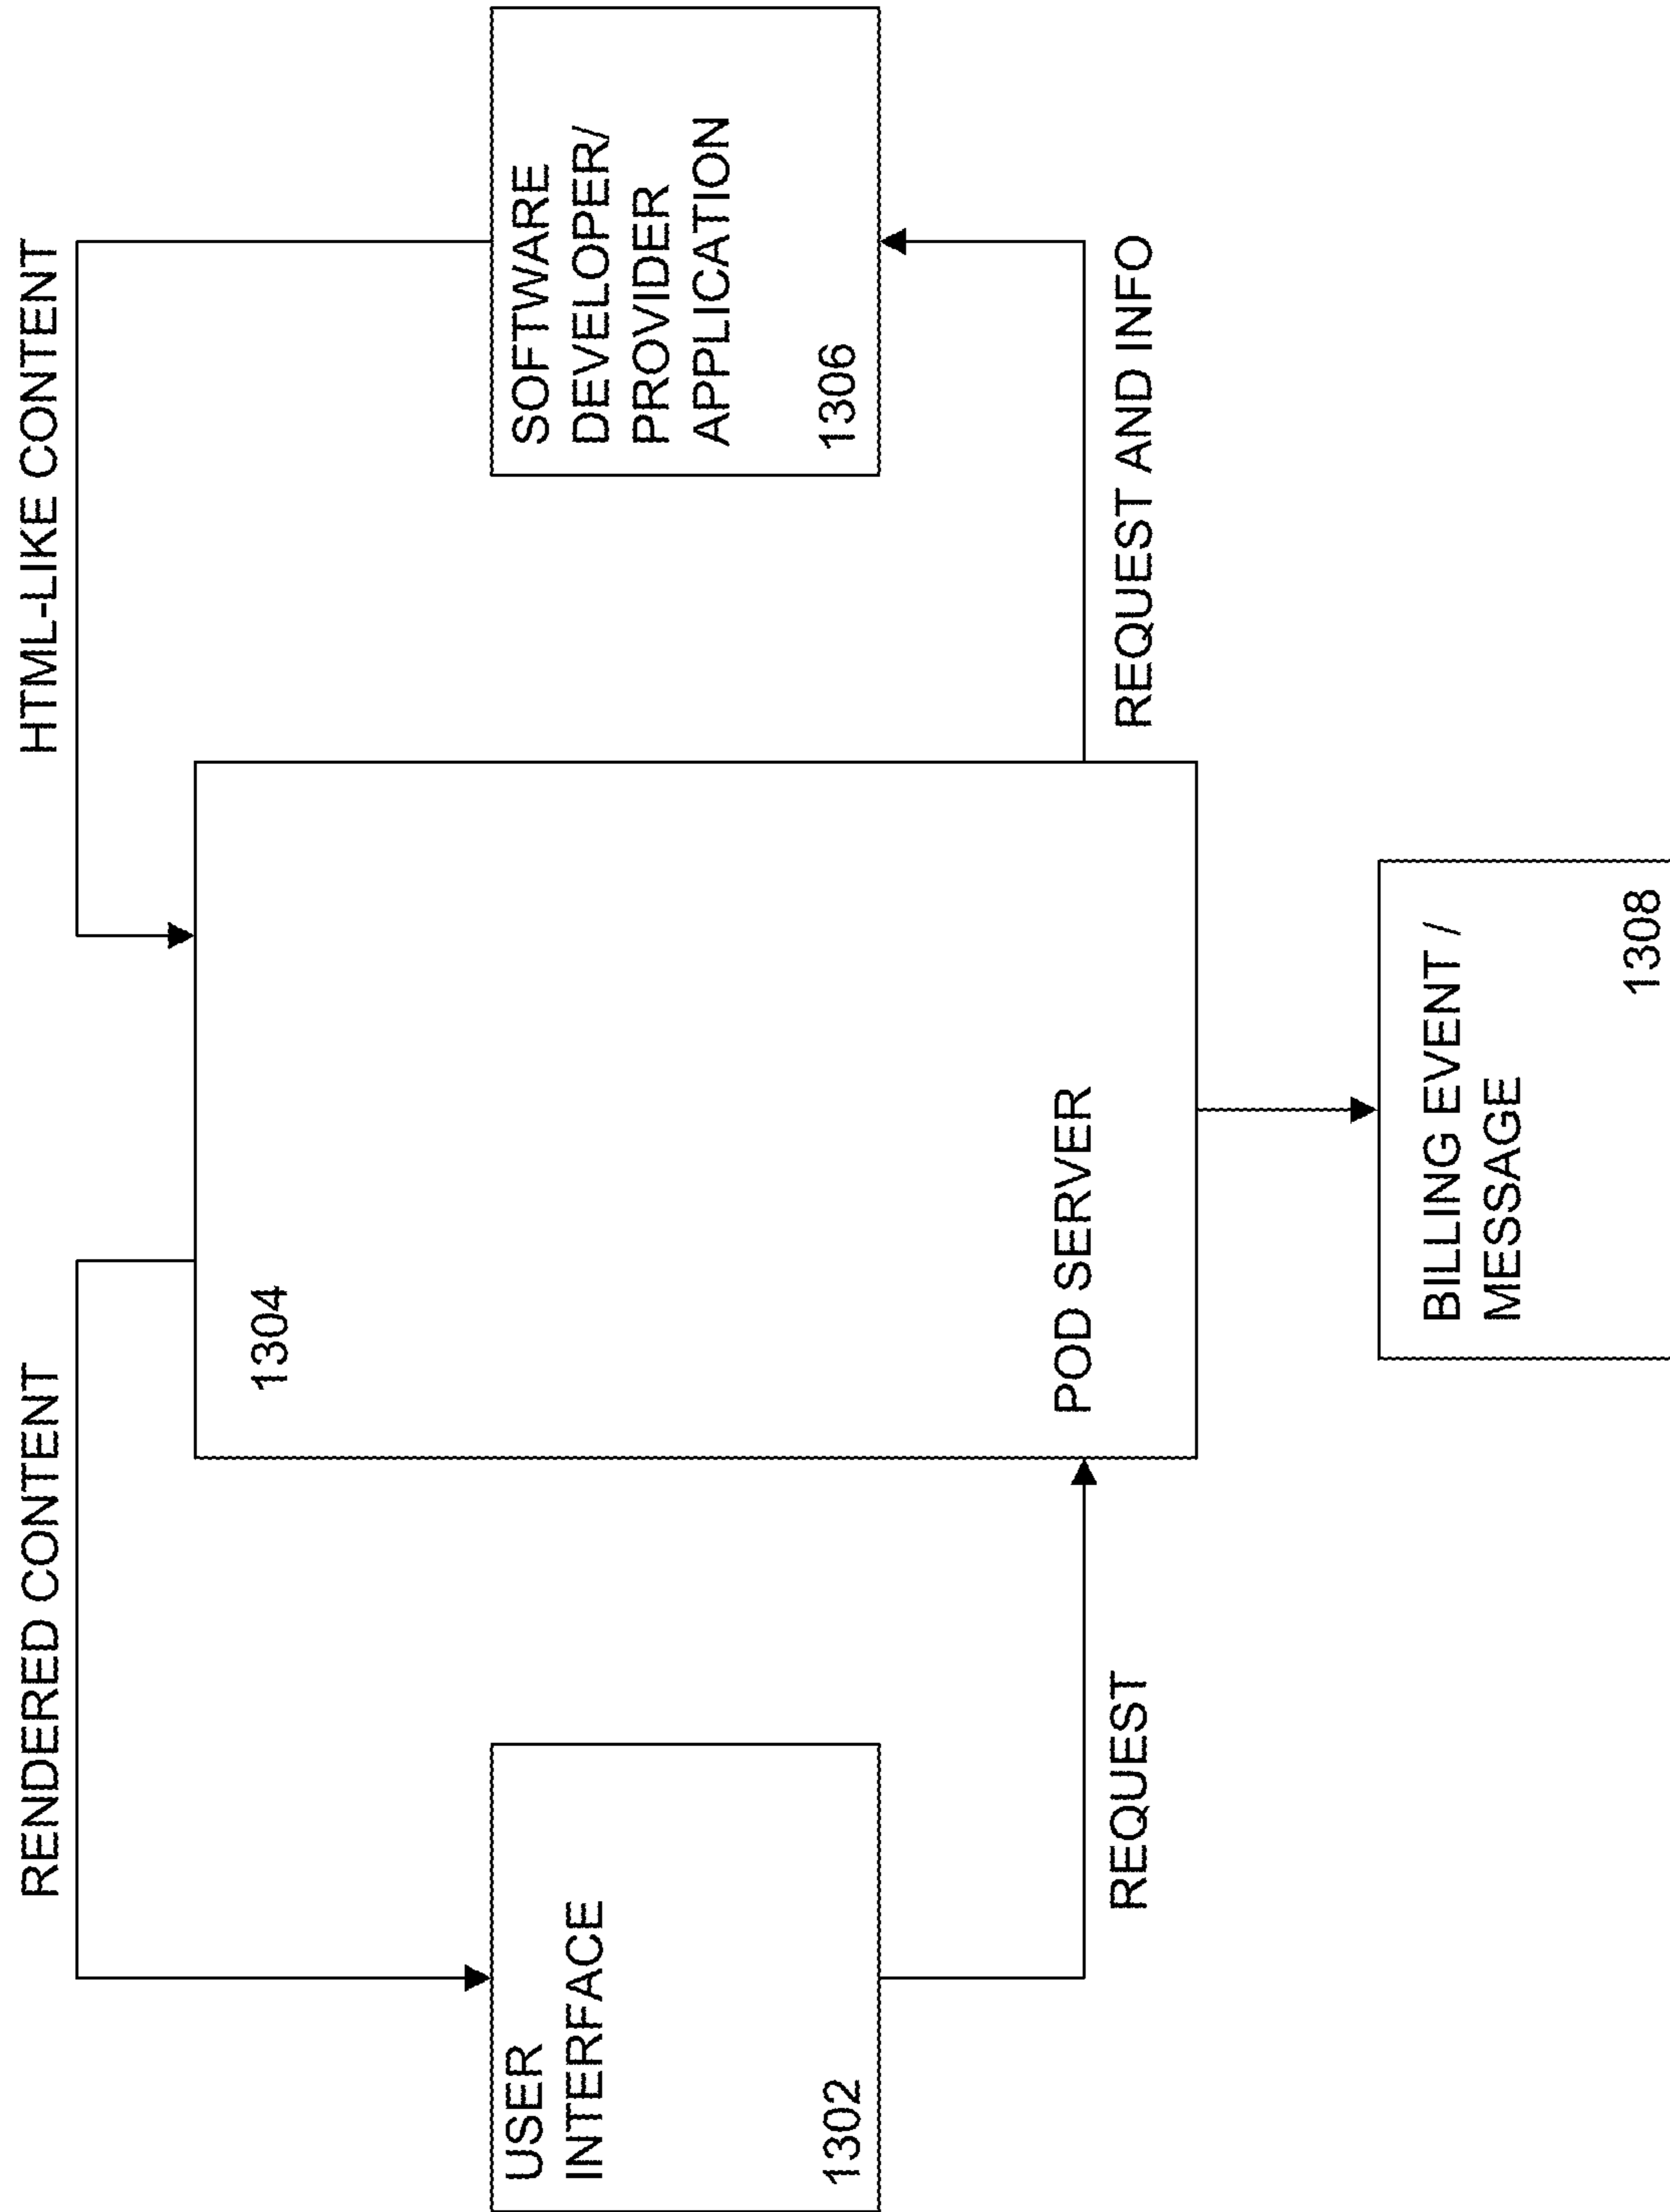 RENDERED CONTENT
HTML-LIKE CONTENT
1304
USER
INTERFACE
1302
SOFTWARE
DEVELOPER/
PROVIDER
APPLICATION
1306
POD SERVER
REQUEST
REQUEST AND INFO
BILLING EVENT /
MESSAGE
1308